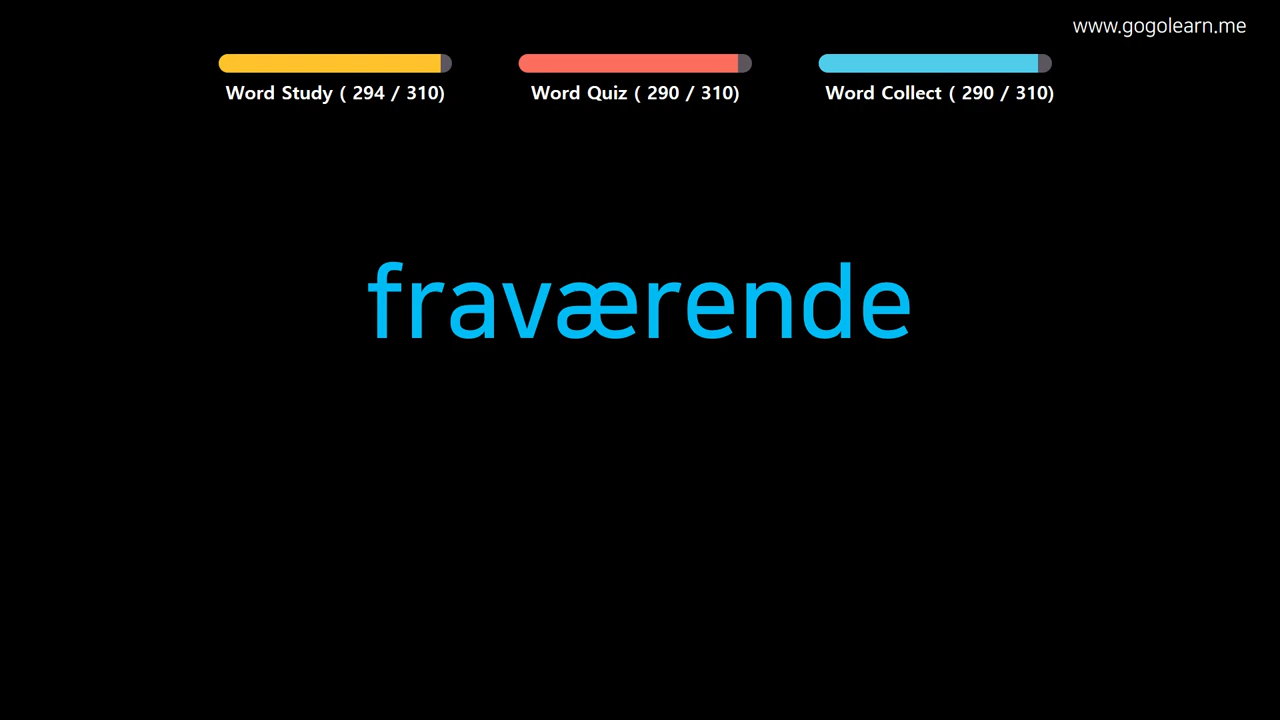 www.gogolearn.me
Word Study ( 294 / 310)
Word Quiz ( 290 / 310)
Word Collect ( 290 / 310)
fraværende